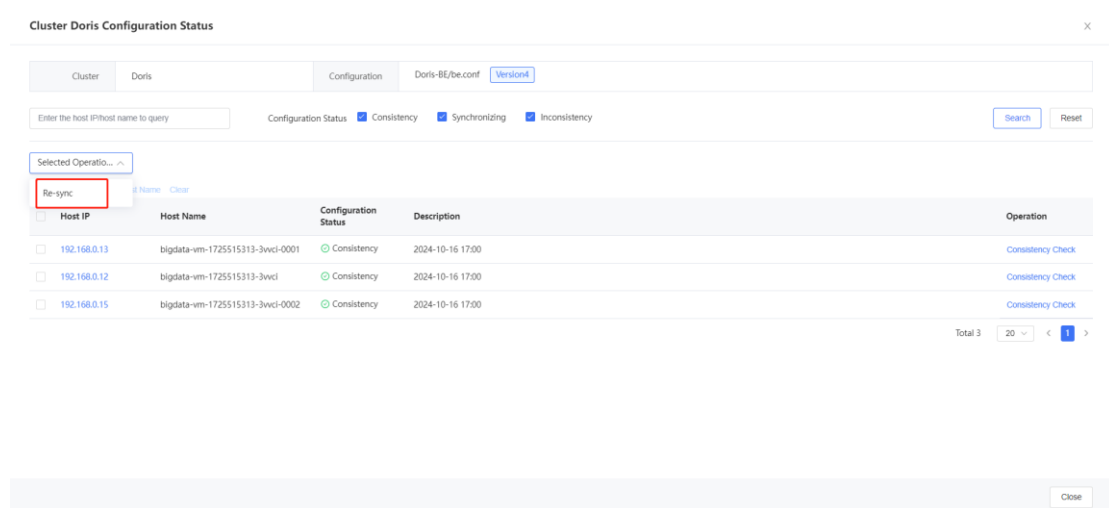 Cluster Doris Configuration Status
Cluster Doris Configuration Doris-BE/be.conf Version4
Enter the host IP/host name to query Configuration Status Consistency Synchronizing Inconsistency Search Reset
Selected Operatio...
Re-sync Name Clear
Host IP Host Name Configuration Status Description Operation
192.168.0.13 bigdata-vm-1725515313-3vvci-0001 Consistency 2024-10-16 17:00 Consistency Check
192.168.0.12 bigdata-vm-1725515313-3vvci Consistency 2024-10-16 17:00 Consistency Check
192.168.0.15 bigdata-vm-1725515313-3vvci-0002 Consistency 2024-10-16 17:00 Consistency Check
Total 3 20 1
Close